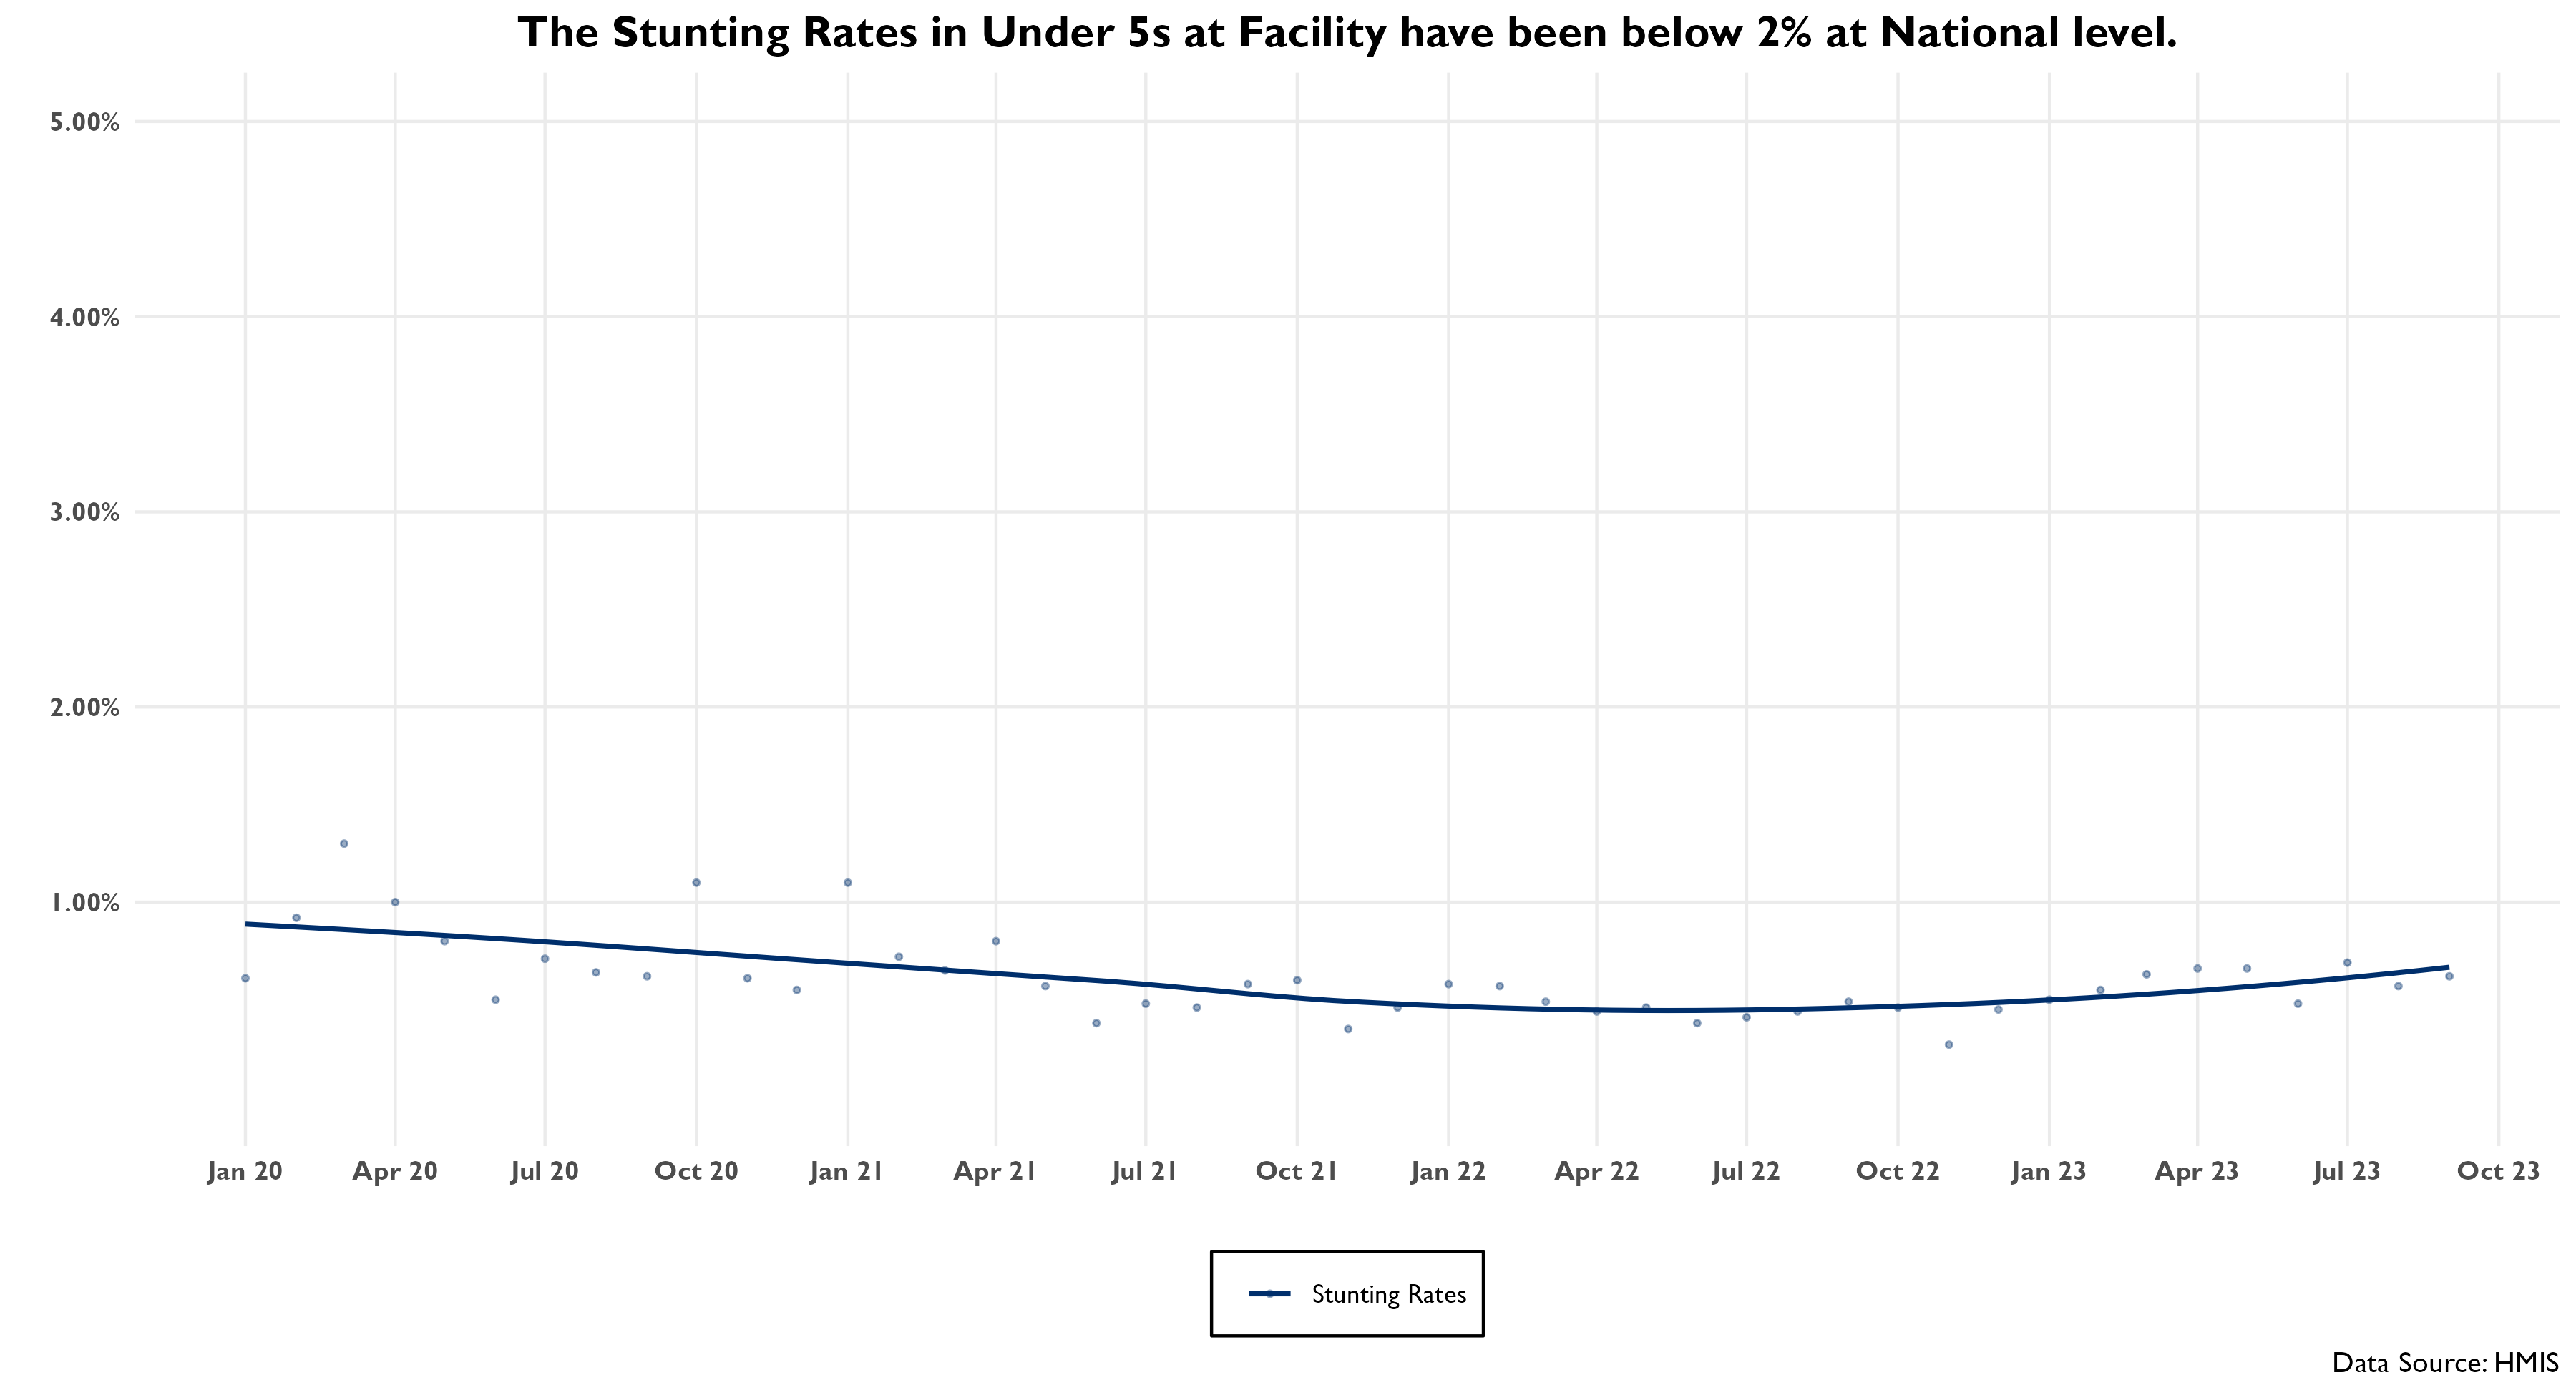 The Stunting Rates in Under 5s at Facility have been below 2% at National level.
5.00%
4.00%
3.00%
2.00%
1.00%
Jan 20 Apr 20 Jul 20 Oct 20 Jan 21 Apr 21 Jul 21 Oct 21 Jan 22 Apr 22 Jul 22 Oct 22 Jan 23 Apr 23 Jul 23 Oct 23
Stunting Rates
Data Source: HMIS